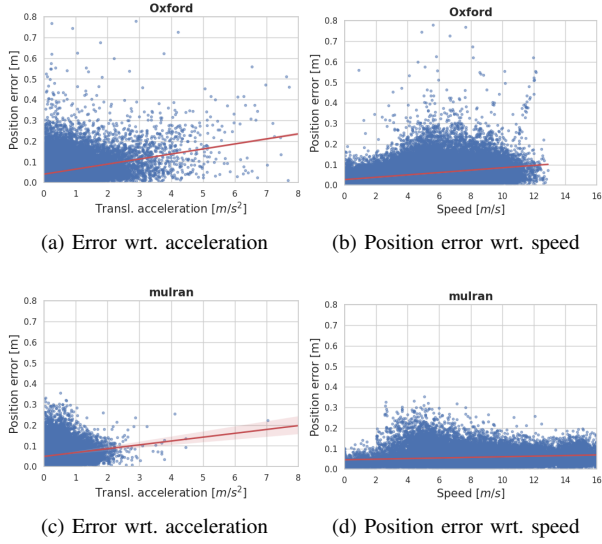 Oxford
Position error [m]
0.8
0.7
0.6
0.5
0.4
0.3
0.2
0.1
0.0
0 1 2 3 4 5 6 7 8
Transl. acceleration [m/s²]
(a) Error wrt. acceleration
Oxford
Position error [m]
0.8
0.7
0.6
0.5
0.4
0.3
0.2
0.1
0.0
0 2 4 6 8 10 12 14 16
Speed [m/s]
(b) Position error wrt. speed
mulran
Position error [m]
0.8
0.7
0.6
0.5
0.4
0.3
0.2
0.1
0.0
0 1 2 3 4 5 6 7 8
Transl. acceleration [m/s²]
(c) Error wrt. acceleration
mulran
Position error [m]
0.8
0.7
0.6
0.5
0.4
0.3
0.2
0.1
0.0
0 2 4 6 8 10 12 14 16
Speed [m/s]
(d) Position error wrt. speed